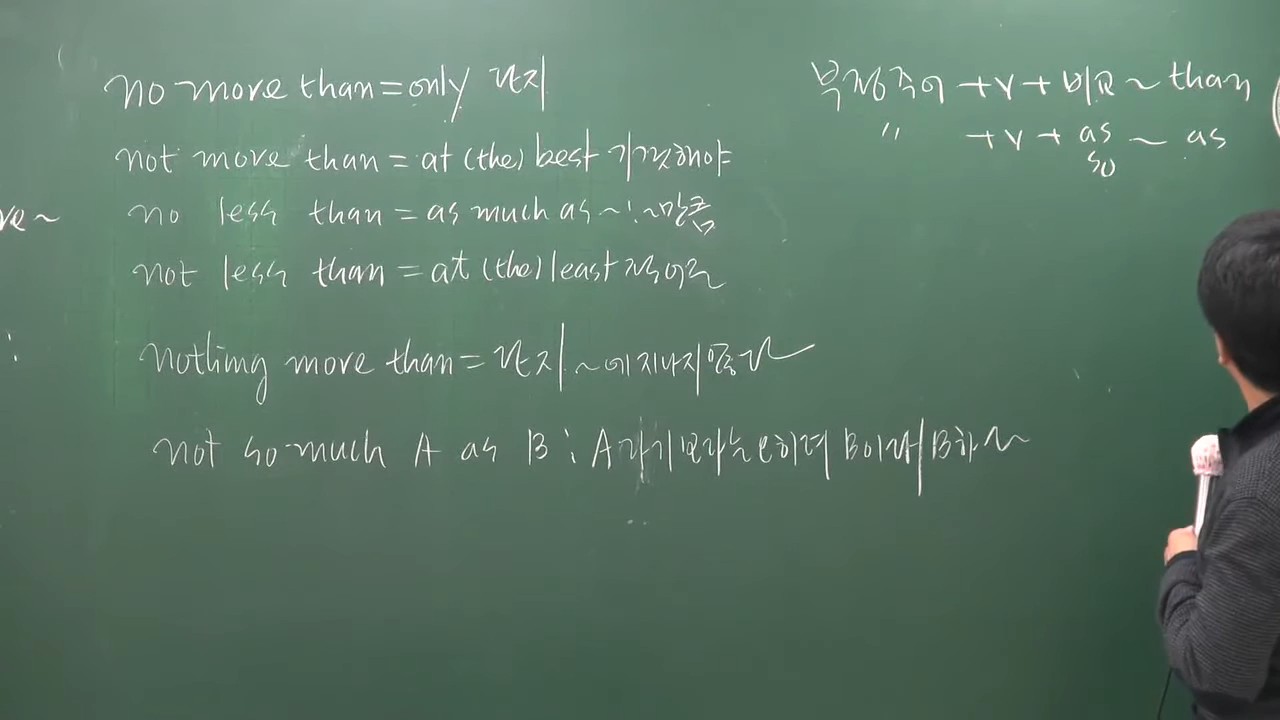 no more than = only 단지
not more than = at (the) best 기껏해야
no less than = as much as ~ : ~만큼
not less than = at (the) least 적어도
nothing more than = 단지 ~에 지나지 않다
not so much A as B : A라기 보다는 오히려 B이다 B하다
부정주어 + V + 비교 ~ than
" + V + as ~ as
so
ve ~
: